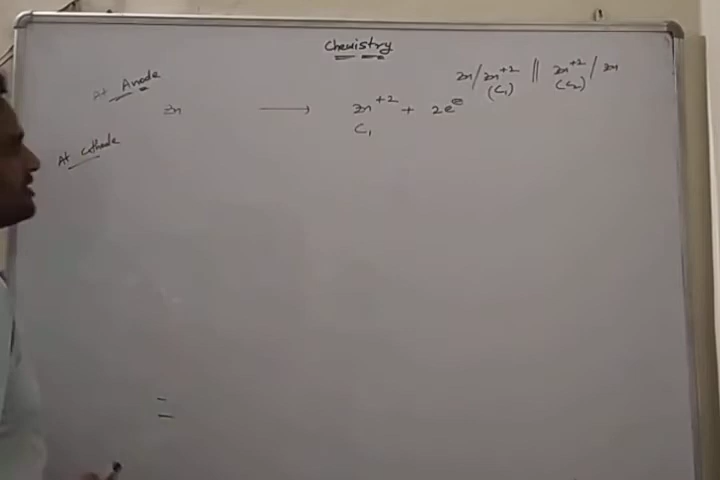 Chemistry
Zn/Zn+2 || Zn+2/Zn
(C1) (C2)
At Anode
Zn → Zn+2 + 2e⊖
C1
At Cathode
=